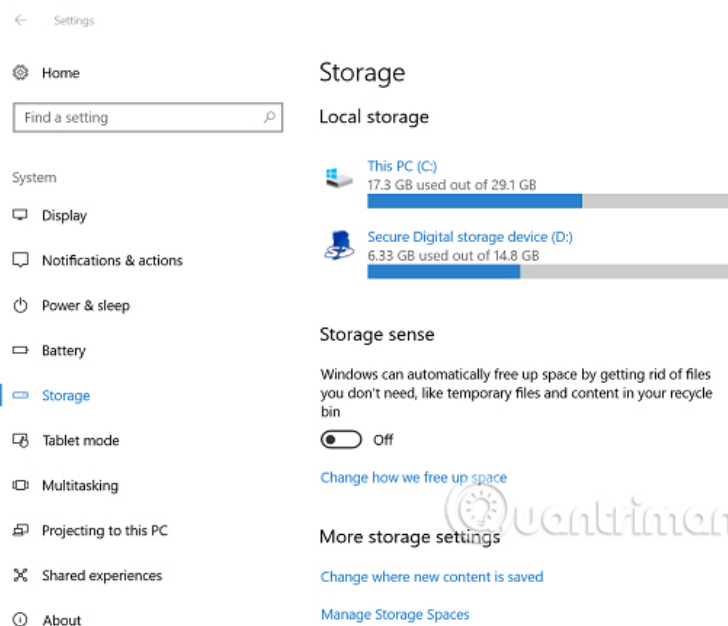 Settings
Home
Find a setting
System
Display
Notifications & actions
Power & sleep
Battery
Storage
Tablet mode
Multitasking
Projecting to this PC
Shared experiences
About
Storage
Local storage
This PC (C:)
17.3 GB used out of 29.1 GB
Secure Digital storage device (D:)
6.33 GB used out of 14.8 GB
Storage sense
Windows can automatically free up space by getting rid of files
you don't need, like temporary files and content in your recycle
bin
Off
Change how we free up space
uantriman
More storage settings
Change where new content is saved
Manage Storage Spaces